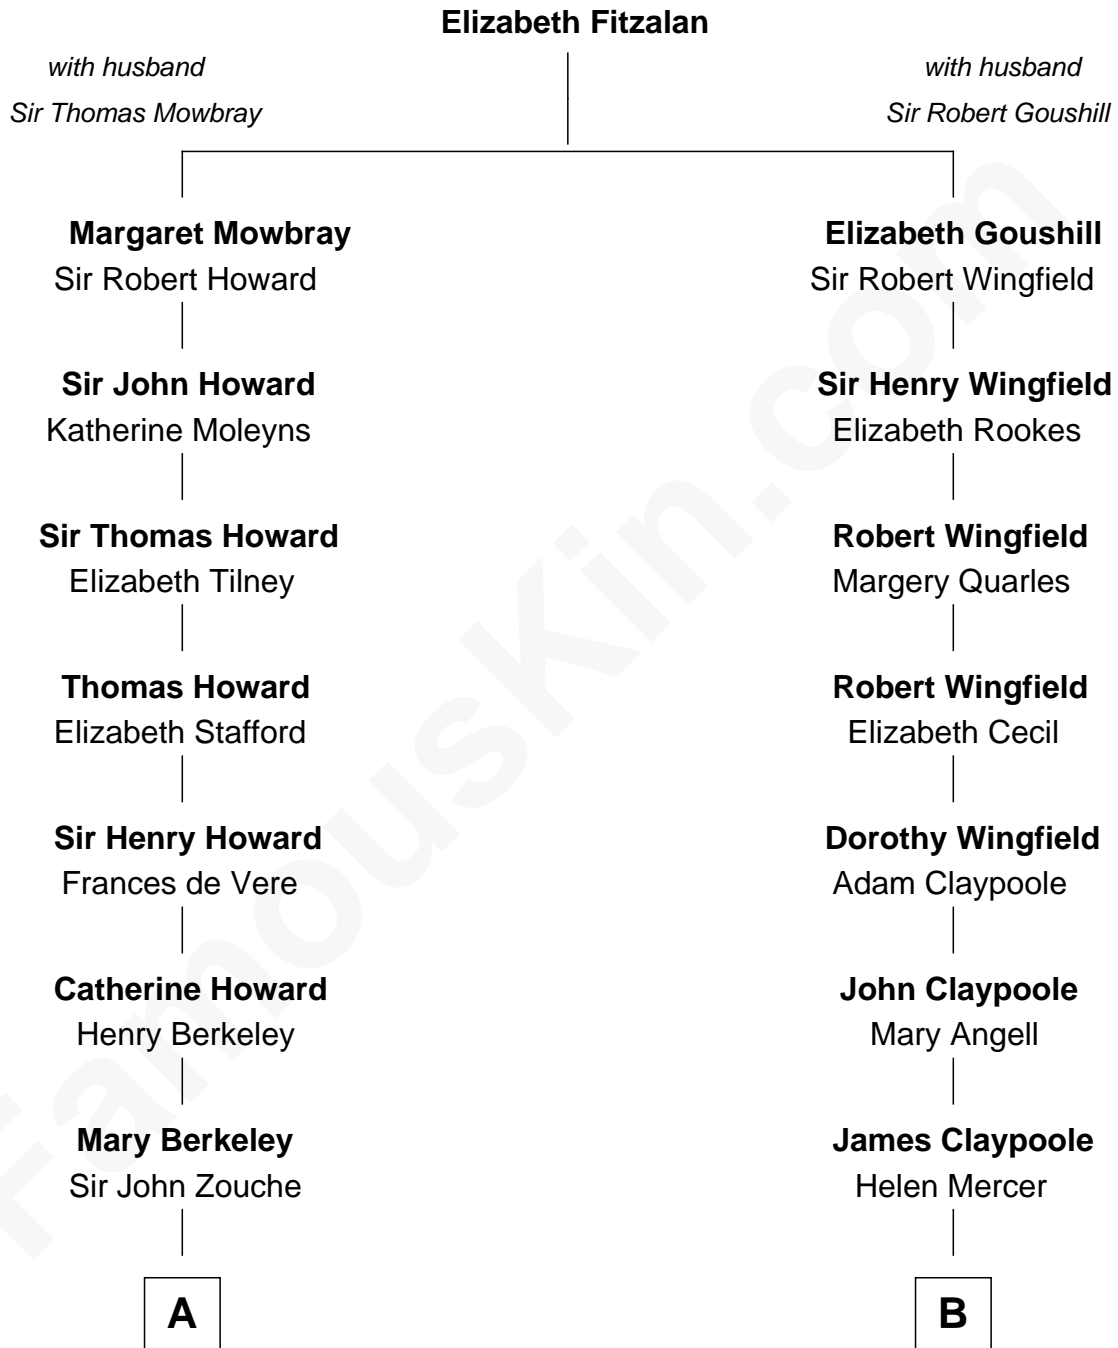 Elizabeth Fitzalan
with husband
Sir Thomas Mowbray
with husband
Sir Robert Goushill
Margaret Mowbray
Sir Robert Howard
Elizabeth Goushill
Sir Robert Wingfield
Sir John Howard
Katherine Moleyns
Sir Henry Wingfield
Elizabeth Rookes
Sir Thomas Howard
Elizabeth Tilney
Robert Wingfield
Margery Quarles
Thomas Howard
Elizabeth Stafford
Robert Wingfield
Elizabeth Cecil
Sir Henry Howard
Frances de Vere
Dorothy Wingfield
Adam Claypoole
Catherine Howard
Henry Berkeley
John Claypoole
Mary Angell
Mary Berkeley
Sir John Zouche
James Claypoole
Helen Mercer
A
B
FamousKin.com